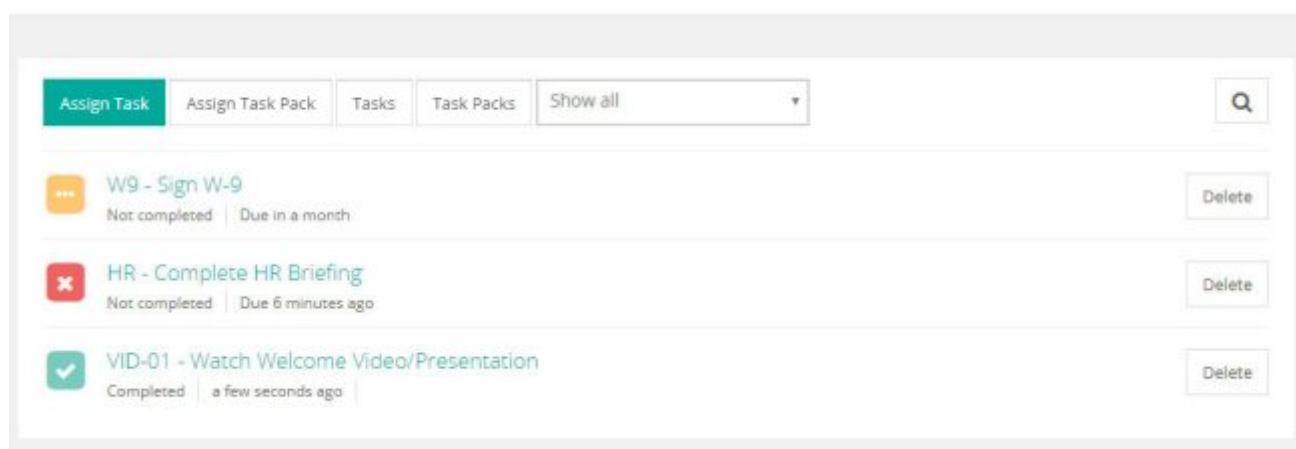 Assign Task Assign Task Pack Tasks Task Packs Show all
W9 - Sign W-9
Not completed Due in a month
Delete
HR - Complete HR Briefing
Not completed Due 6 minutes ago
Delete
VID-01 - Watch Welcome Video/Presentation
Completed a few seconds ago
Delete